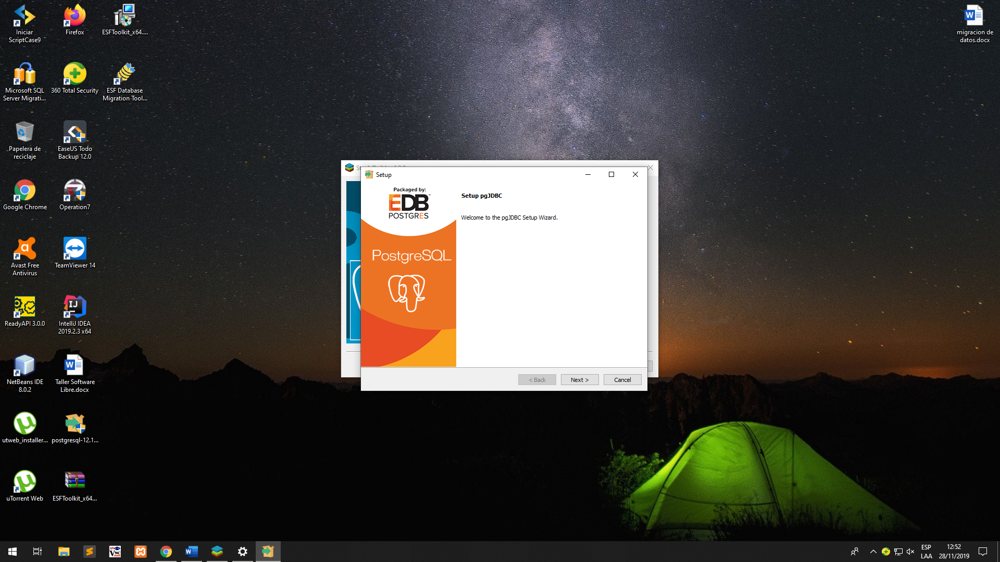 Iniciar
ScriptCase9
Firefox
ESFToolkit_x64....
migracion de
datos.docx
Microsoft SQL
Server Migrati...
360 Total Security
ESF Database
Migration Tool...
Papelera de
reciclaje
EaseUS Todo
Backup 12.0
Google Chrome
Operation7
Avast Free
Antivirus
TeamViewer 14
ReadyAPI 3.0.0
IntelliJ IDEA
2019.2.3 x64
NetBeans IDE
8.0.2
Taller Software
Libre.docx
utweb_installer...
postgresql-12.1...
uTorrent Web
ESFToolkit_x64...
Setup
Packaged by:
EDB
POSTGRES
PostgreSQL
Setup pgJDBC
Welcome to the pgJDBC Setup Wizard.
< Back
Next >
Cancel
ESP
LAA
12:52
28/11/2019